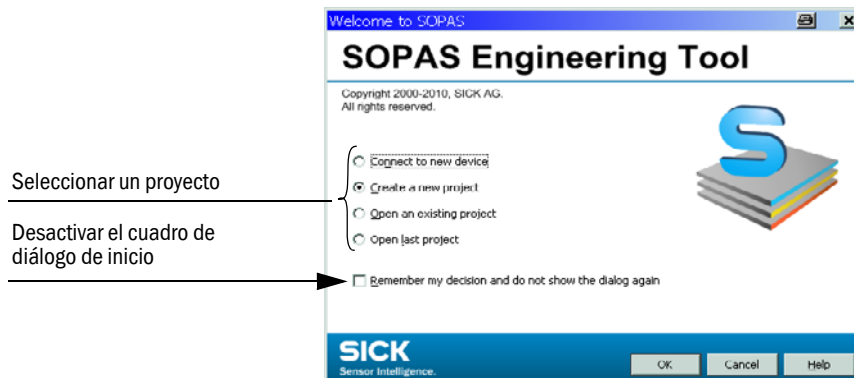 Welcome to SOPAS
SOPAS Engineering Tool
Copyright 2000-2010, SICK AG.
All rights reserved.
Connect to new device
Seleccionar un proyecto
Create a new project
Open an existing project
Desactivar el cuadro de
diálogo de inicio
Open last project
Remember my decision and do not show the dialog again
SICK
Sensor Intelligence.
OK
Cancel
Help